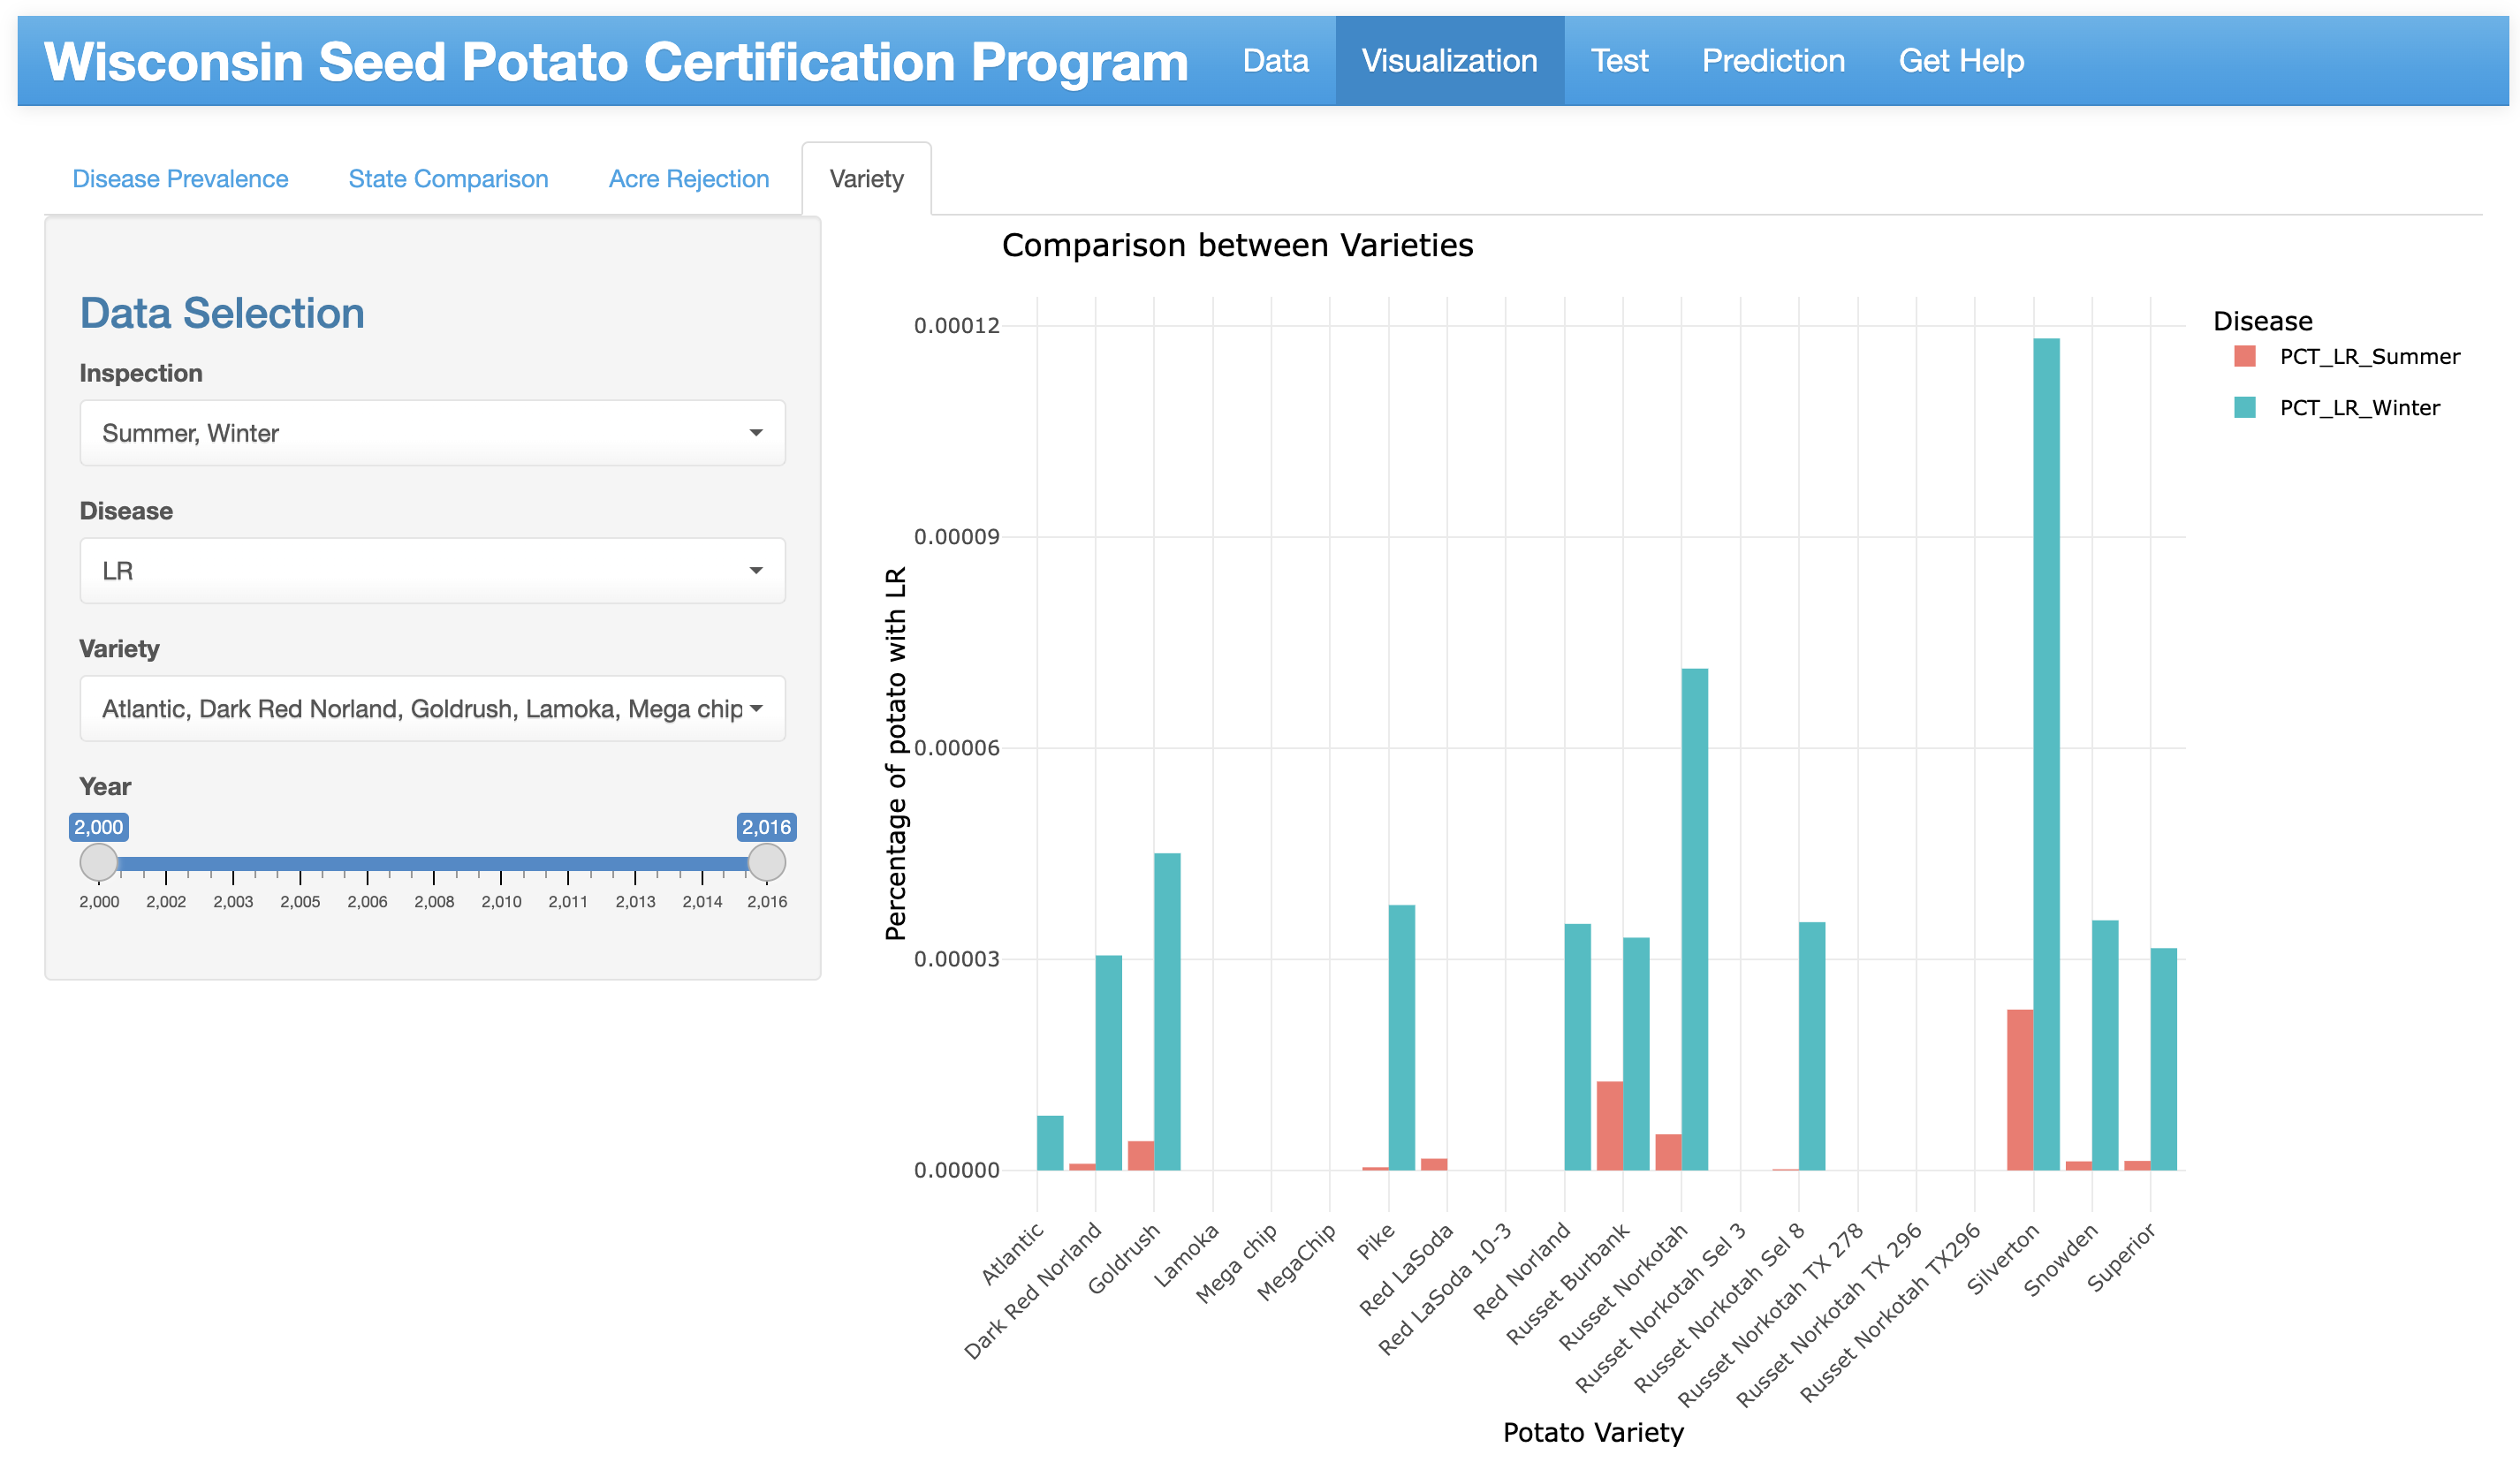 Wisconsin Seed Potato Certification Program Data Visualization Test Prediction Get Help
Disease Prevalence State Comparison Acre Rejection Variety
Data Selection
Inspection
Summer, Winter
Disease
LR
Variety
Atlantic, Dark Red Norland, Goldrush, Lamoka, Mega chip
Year
2,000 2,016
2,000 2,002 2,003 2,005 2,006 2,008 2,010 2,011 2,013 2,014 2,016
Comparison between Varieties
Percentage of potato with LR
0.00012
0.00009
0.00006
0.00003
0.00000
Atlantic
Dark Red Norland
Goldrush
Lamoka
Mega chip
MegaChip
Pike
Red LaSoda
Red LaSoda 10-3
Red Norland
Russet Burbank
Russet Norkotah
Russet Norkotah Sel 3
Russet Norkotah Sel 8
Russet Norkotah TX 278
Russet Norkotah TX 296
Russet Norkotah TX296
Silverton
Snowden
Superior
Potato Variety
Disease
PCT_LR_Summer
PCT_LR_Winter